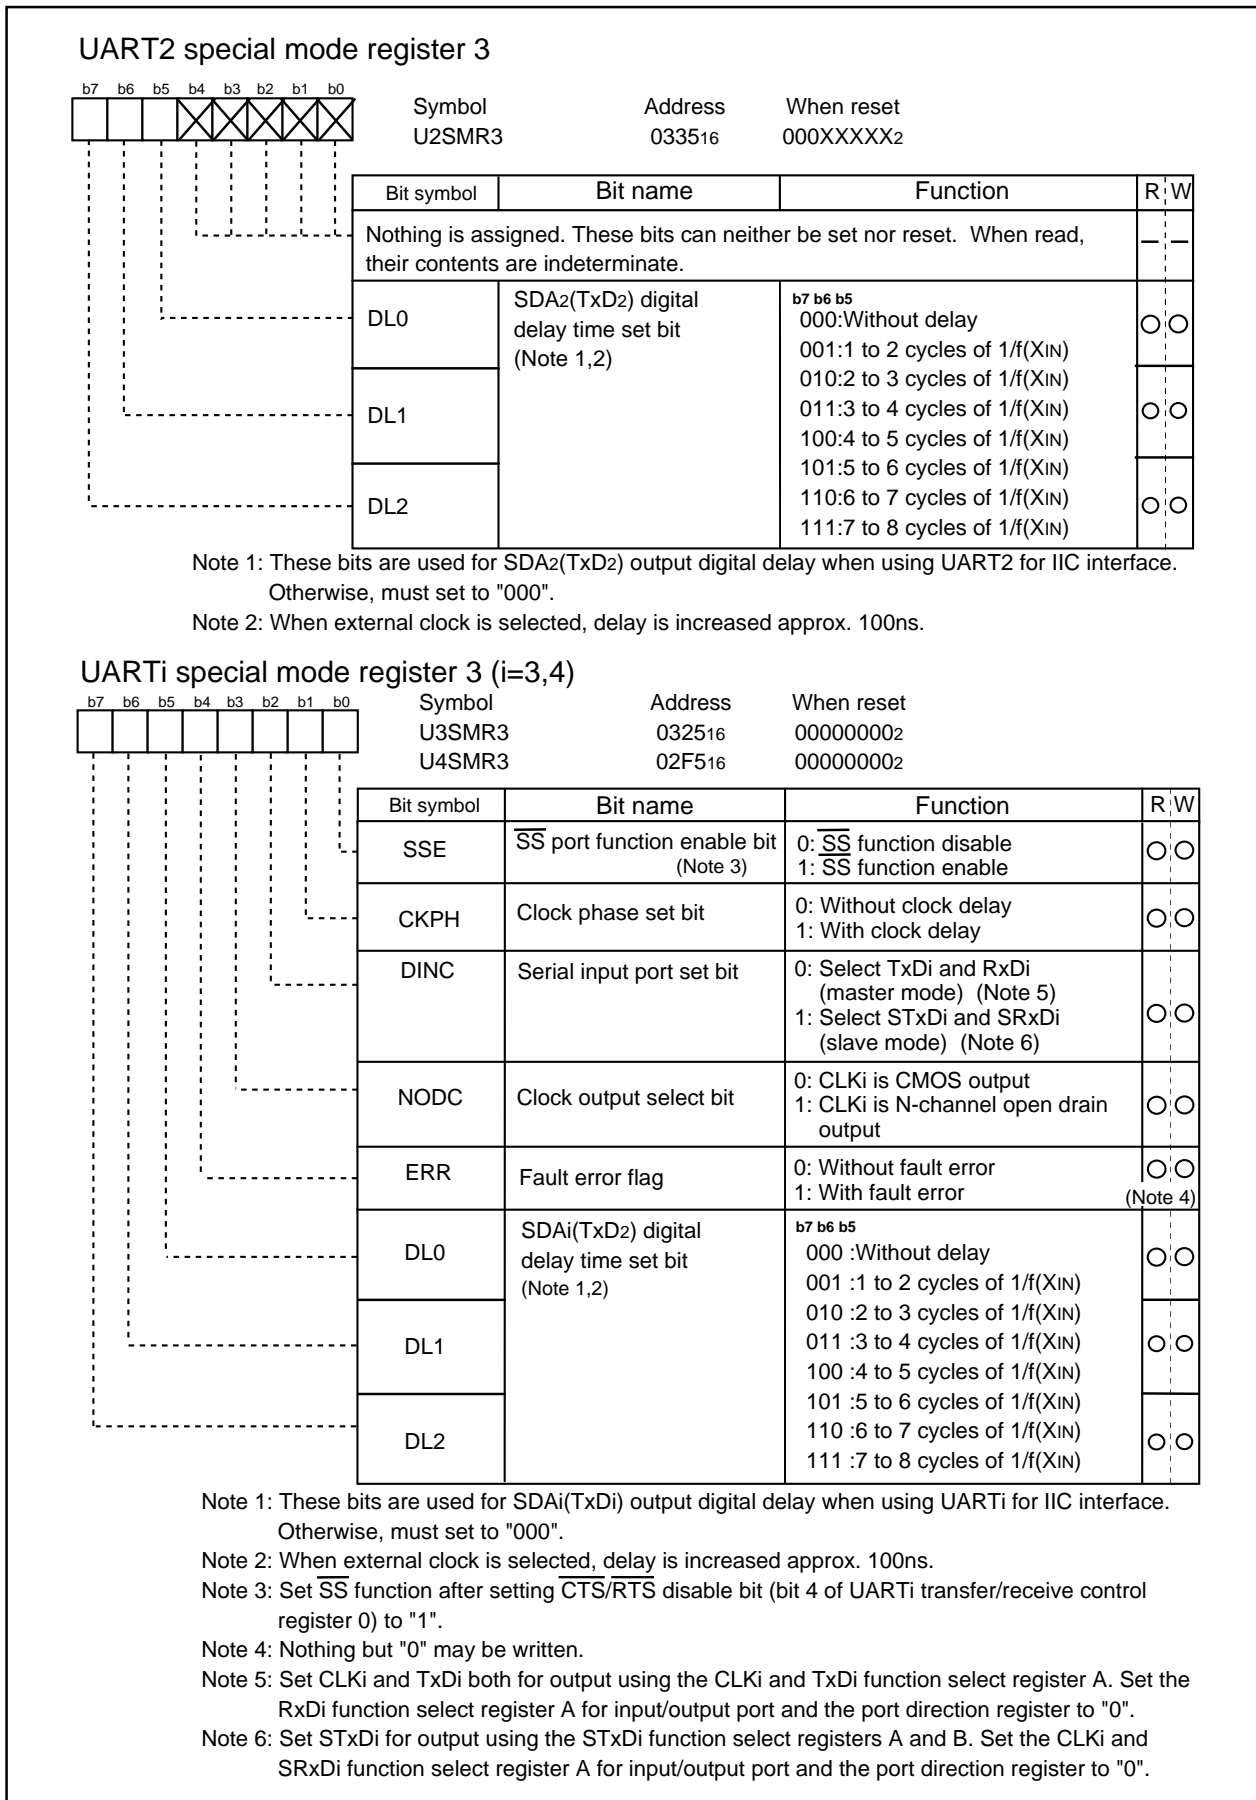 UART2 special mode register 3
b7 b6 b5 b4 b3 b2 b1 b0
Symbol Address When reset
U2SMR3 033516 000XXXXX2
Bit symbol Bit name Function R W
Nothing is assigned. These bits can neither be set nor reset. When read,
their contents are indeterminate.
– –
DL0 SDA2(TxD2) digital
delay time set bit
(Note 1,2)
b7 b6 b5
000:Without delay
001:1 to 2 cycles of 1/f(XIN)
010:2 to 3 cycles of 1/f(XIN)
DL1 011:3 to 4 cycles of 1/f(XIN)
100:4 to 5 cycles of 1/f(XIN)
101:5 to 6 cycles of 1/f(XIN)
DL2 110:6 to 7 cycles of 1/f(XIN)
111:7 to 8 cycles of 1/f(XIN)
Note 1: These bits are used for SDA2(TxD2) output digital delay when using UART2 for IIC interface.
Otherwise, must set to "000".
Note 2: When external clock is selected, delay is increased approx. 100ns.
UARTi special mode register 3 (i=3,4)
b7 b6 b5 b4 b3 b2 b1 b0
Symbol Address When reset
U3SMR3 032516 000000002
U4SMR3 02F516 000000002
Bit symbol Bit name Function R W
SSE SS port function enable bit
(Note 3)
0: SS function disable
1: SS function enable
CKPH Clock phase set bit 0: Without clock delay
1: With clock delay
DINC Serial input port set bit 0: Select TxDi and RxDi
(master mode) (Note 5)
1: Select STxDi and SRxDi
(slave mode) (Note 6)
NODC Clock output select bit 0: CLKi is CMOS output
1: CLKi is N-channel open drain
output
ERR Fault error flag 0: Without fault error
1: With fault error (Note 4)
DL0 SDAi(TxD2) digital
delay time set bit
(Note 1,2)
b7 b6 b5
000 :Without delay
001 :1 to 2 cycles of 1/f(XIN)
010 :2 to 3 cycles of 1/f(XIN)
DL1 011 :3 to 4 cycles of 1/f(XIN)
100 :4 to 5 cycles of 1/f(XIN)
101 :5 to 6 cycles of 1/f(XIN)
DL2 110 :6 to 7 cycles of 1/f(XIN)
111 :7 to 8 cycles of 1/f(XIN)
Note 1: These bits are used for SDAi(TxDi) output digital delay when using UARTi for IIC interface.
Otherwise, must set to "000".
Note 2: When external clock is selected, delay is increased approx. 100ns.
Note 3: Set SS function after setting CTS/RTS disable bit (bit 4 of UARTi transfer/receive control
register 0) to "1".
Note 4: Nothing but "0" may be written.
Note 5: Set CLKi and TxDi both for output using the CLKi and TxDi function select register A. Set the
RxDi function select register A for input/output port and the port direction register to "0".
Note 6: Set STxDi for output using the STxDi function select registers A and B. Set the CLKi and
SRxDi function select register A for input/output port and the port direction register to "0".